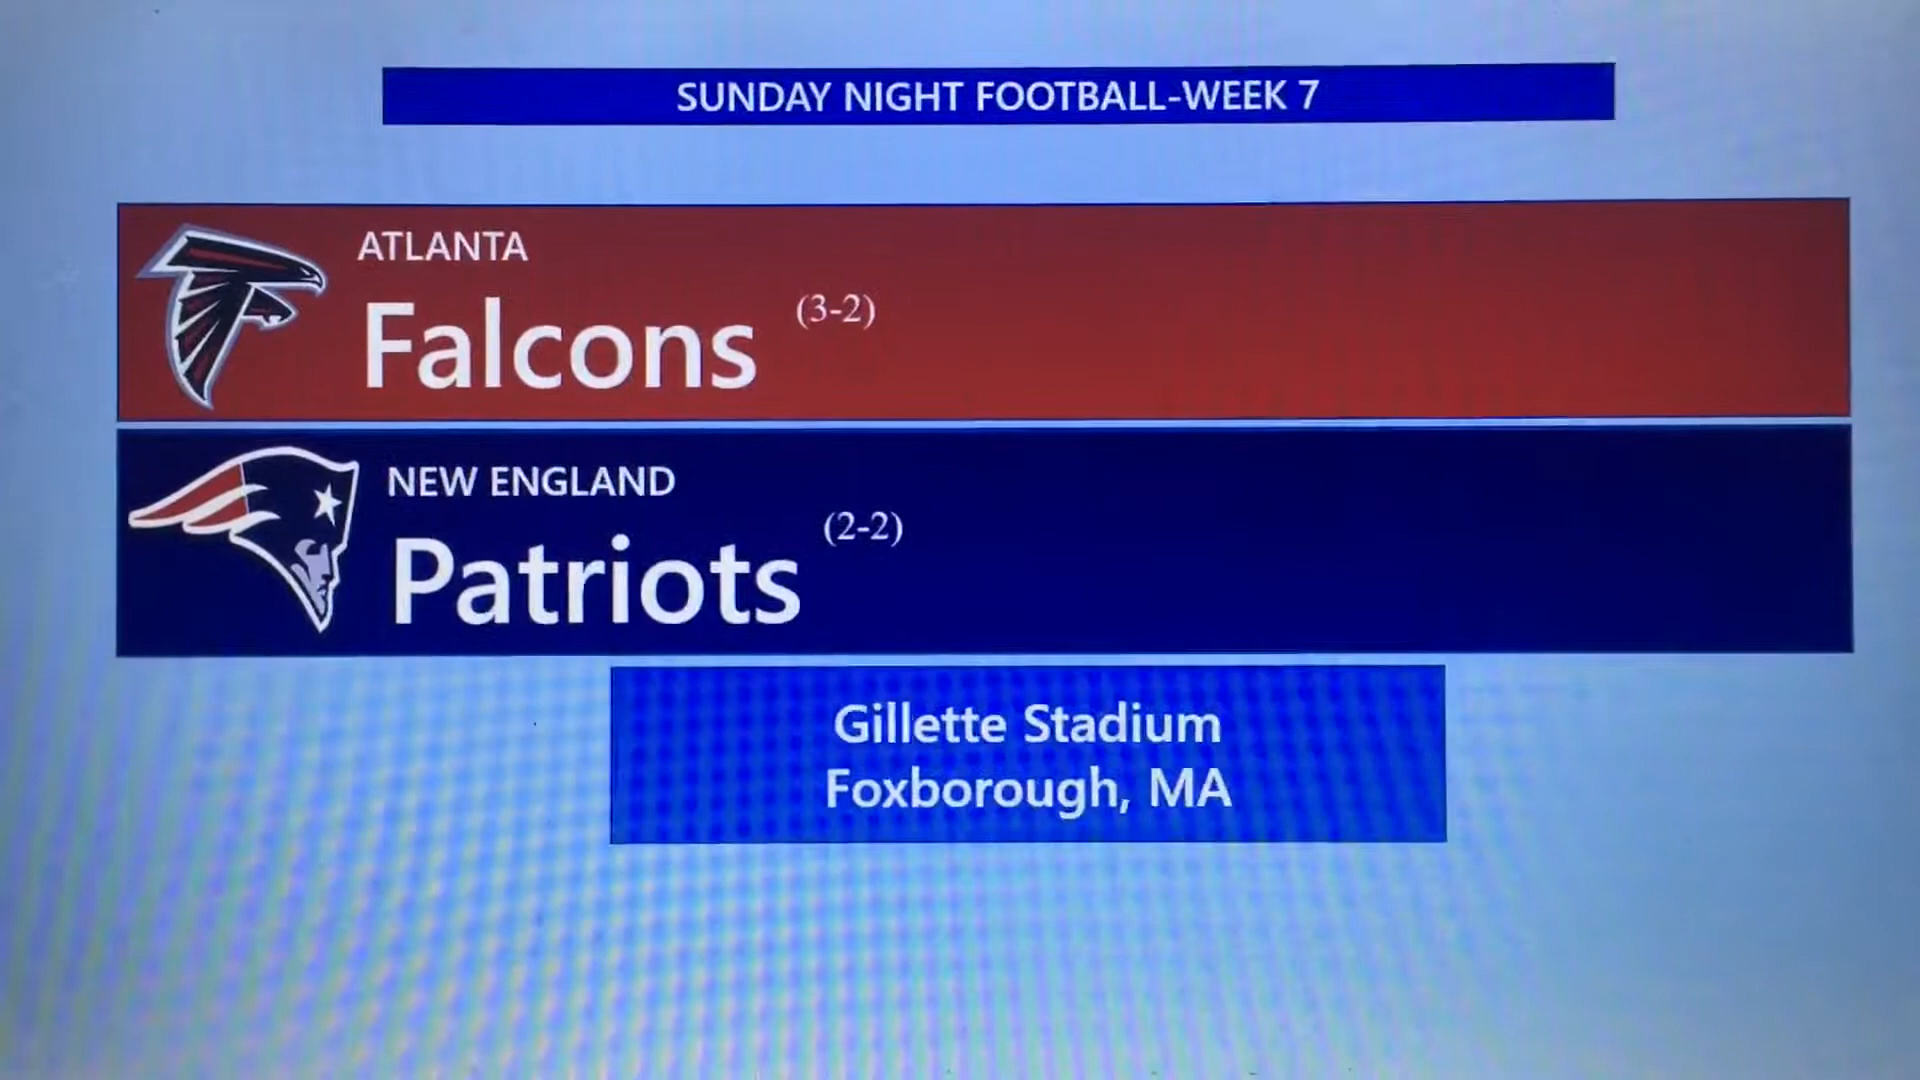 SUNDAY NIGHT FOOTBALL-WEEK 7
ATLANTA
Falcons (3-2)
NEW ENGLAND
Patriots (2-2)
Gillette Stadium
Foxborough, MA